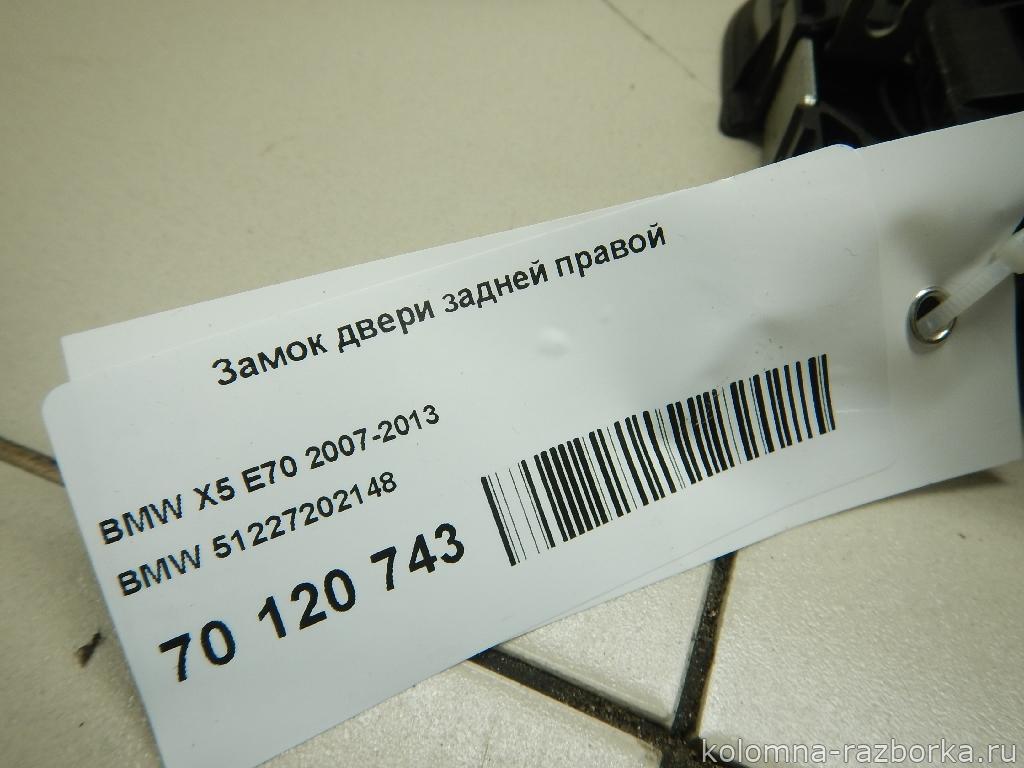 Замок двери задней правой
BMW X5 E70 2007-2013
BMW 51227202148
70 120 743
kolomna-razborka.ru